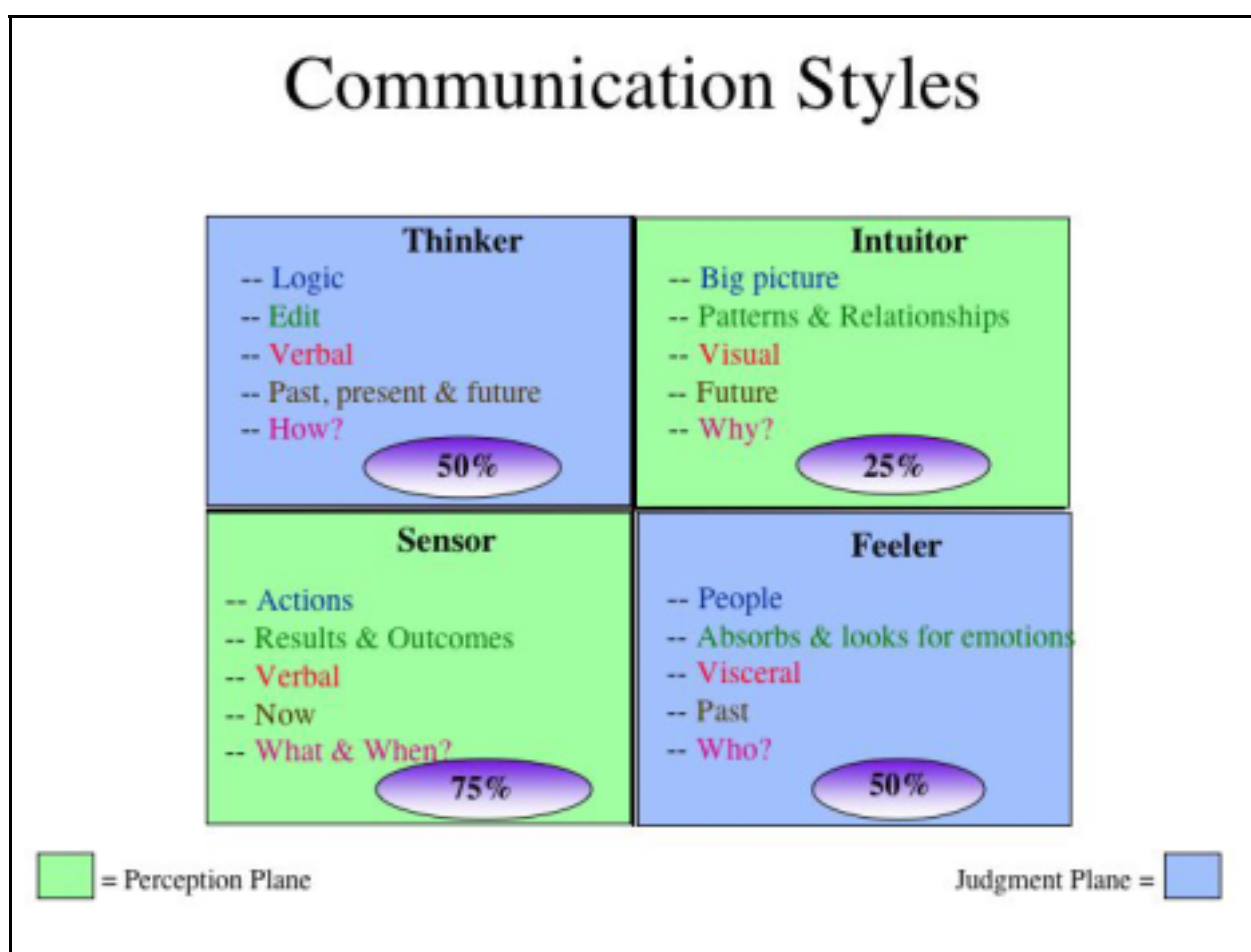 Communication Styles
Thinker
-- Logic
-- Edit
-- Verbal
-- Past, present & future
-- How?
50%
Intuitor
-- Big picture
-- Patterns & Relationships
-- Visual
-- Future
-- Why?
25%
Sensor
-- Actions
-- Results & Outcomes
-- Verbal
-- Now
-- What & When?
75%
Feeler
-- People
-- Absorbs & looks for emotions
-- Visceral
-- Past
-- Who?
50%
= Perception Plane
Judgment Plane =